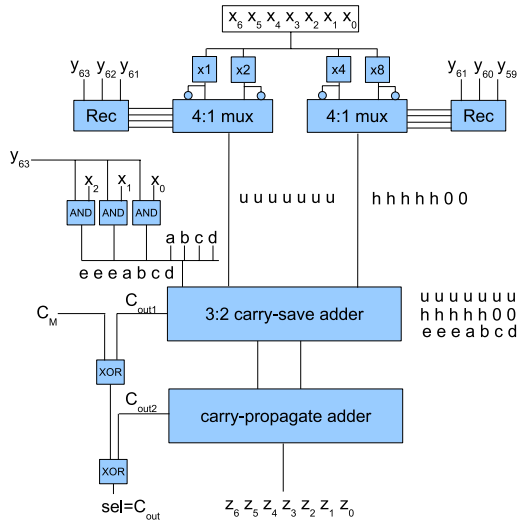 x6 x5 x4 x3 x2 x1 x0
x1 x2 x4 x8
y63 y62 y61
y61 y60 y59
Rec 4:1 mux 4:1 mux Rec
y63
x2 x1 x0
u u u u u u u
h h h h h 0 0
AND AND AND
a b c d
e e e a b c d
CM
Cout1
3:2 carry-save adder
u u u u u u u
h h h h h 0 0
e e e a b c d
XOR
Cout2
carry-propagate adder
XOR
sel=Cout
z6 z5 z4 z3 z2 z1 z0